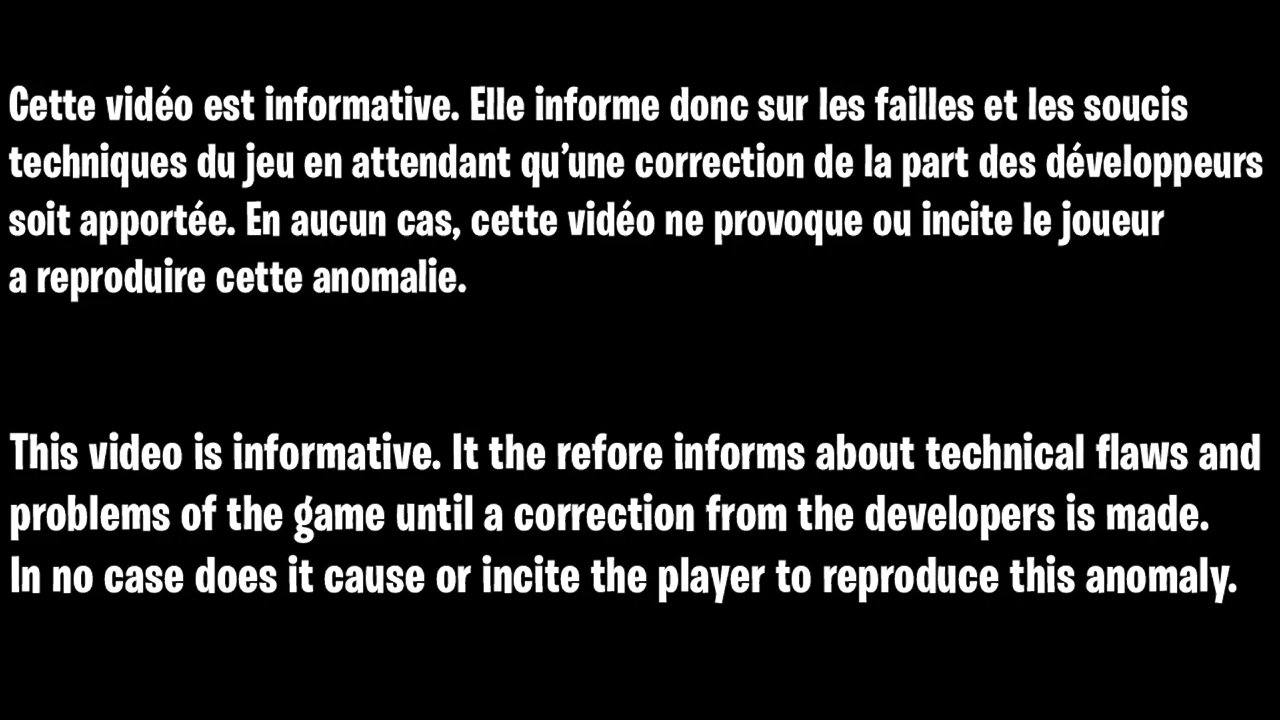 Cette vidéo est informative. Elle informe donc sur les failles et les soucis
techniques du jeu en attendant qu'une correction de la part des développeurs
soit apportée. En aucun cas, cette vidéo ne provoque ou incite le joueur
a reproduire cette anomalie.
This video is informative. It the refore informs about technical flaws and
problems of the game until a correction from the developers is made.
In no case does it cause or incite the player to reproduce this anomaly.